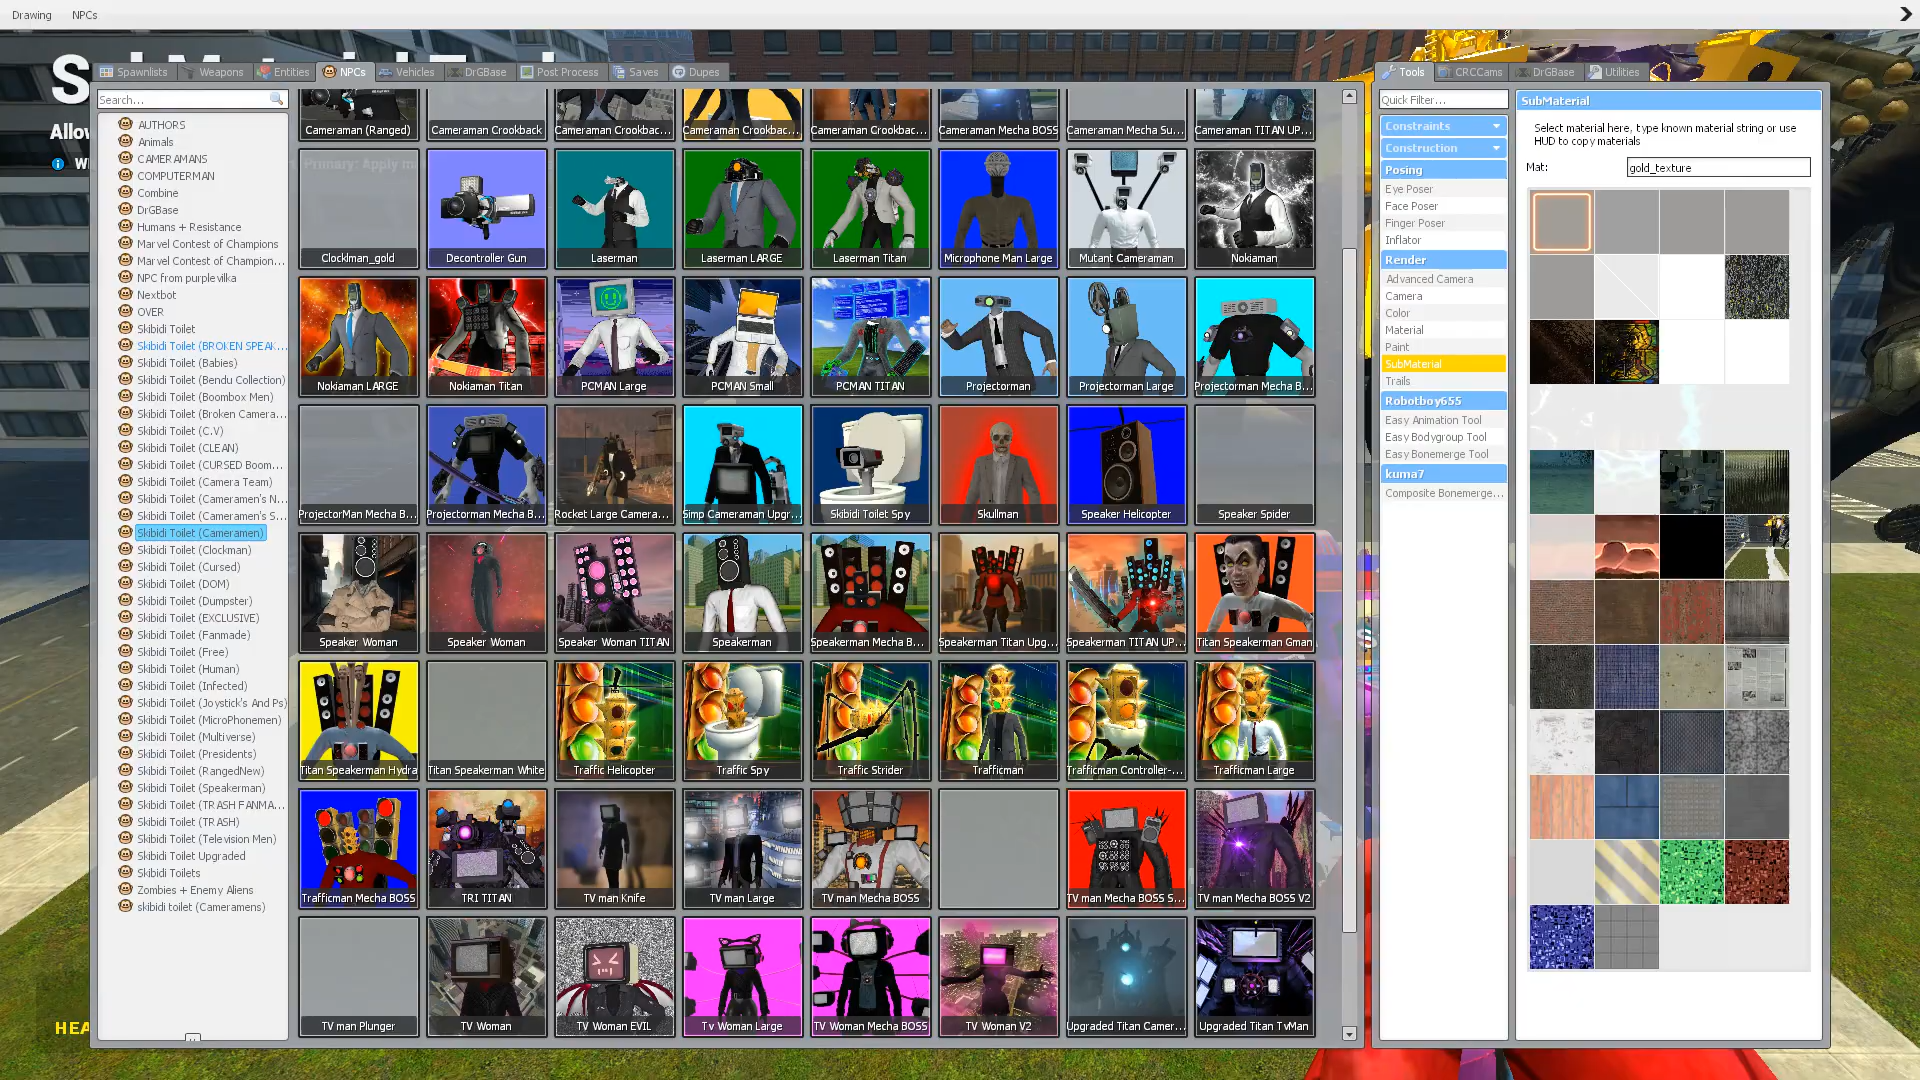 Drawing NPCs
Spawnlists Weapons Entities NPCs Vehicles DrGBase Post Process Saves Dupes
Tools CRCCams DrGBase Utilities
Search...
AUTHORS
Animals
CAMERAMANS
COMPUTERMAN
Combine
DrGBase
Humans + Resistance
Marvel Contest of Champions
Marvel Contest of Champion...
NPC from purplevilka
Nextbot
OVER
Skibidi Toilet
Skibidi Toilet (BROKEN SPEAK...
Skibidi Toilet (Babies)
Skibidi Toilet (Bendu Collection)
Skibidi Toilet (Boombox Men)
Skibidi Toilet (Broken Camera...
Skibidi Toilet (C.V)
Skibidi Toilet (CLEAN)
Skibidi Toilet (CURSED Boom...
Skibidi Toilet (Camera Team)
Skibidi Toilet (Cameramen's N...
Skibidi Toilet (Cameramen's S...
Skibidi Toilet (Cameramen)
Skibidi Toilet (Clockman)
Skibidi Toilet (Cursed)
Skibidi Toilet (DOM)
Skibidi Toilet (Dumpster)
Skibidi Toilet (EXCLUSIVE)
Skibidi Toilet (Fanmade)
Skibidi Toilet (Free)
Skibidi Toilet (Human)
Skibidi Toilet (Infected)
Skibidi Toilet (Joystick's And Ps)
Skibidi Toilet (MicroPhonemen)
Skibidi Toilet (Multiverse)
Skibidi Toilet (Presidents)
Skibidi Toilet (RangedNew)
Skibidi Toilet (Speakerman)
Skibidi Toilet (TRASH FANMA...
Skibidi Toilet (TRASH)
Skibidi Toilet (Television Men)
Skibidi Toilet Upgraded
Skibidi Toilets
Zombies + Enemy Aliens
skibidi toilet (Cameramens)
Cameraman (Ranged) Cameraman Crookback Cameraman Crookbac... Cameraman Crookbac... Cameraman Crookbac... Cameraman Mecha BOSS Cameraman Mecha Su... Cameraman TITAN UP...
Clocklman_gold Decontroller Gun Laserman Laserman LARGE Laserman Titan Microphone Man Large Mutant Cameraman Nokiaman
Nokiaman LARGE Nokiaman Titan PCMAN Large PCMAN Small PCMAN TITAN Projectorman Projectorman Large Projectorman Mecha B...
ProjectorMan Mecha B... Projectorman Mecha B... Rocket Large Camera... Simp Cameraman Upgr... Skibidi Toilet Spy Skullman Speaker Helicopter Speaker Spider
Speaker Woman Speaker Woman Speaker Woman TITAN Speakerman Speakerman Mecha B... Speakerman Titan Upg... Speakerman TITAN UP... Titan Speakerman Gman
Titan Speakerman Hydra Titan Speakerman White Traffic Helicopter Traffic Spy Traffic Strider Trafficman Trafficman Controller-... Trafficman Large
Trafficman Mecha BOSS TRI TITAN TV man Knife TV man Large TV man Mecha BOSS TV man Mecha BOSS S... TV man Mecha BOSS V2
TV man Plunger TV Woman TV Woman EVIL Tv Woman Large TV Woman Mecha BOSS TV Woman V2 Upgraded Titan Camer... Upgraded Titan TvMan
Quick Filter...
Constraints
Construction
Posing
Eye Poser
Face Poser
Finger Poser
Inflator
Render
Advanced Camera
Camera
Color
Material
Paint
SubMaterial
Trails
Robotboy655
Easy Animation Tool
Easy Bodygroup Tool
Easy Bonemerge Tool
kuma7
Composite Bonemerge...
SubMaterial
Select material here, type known material string or use
HUD to copy materials
Mat: gold_texture